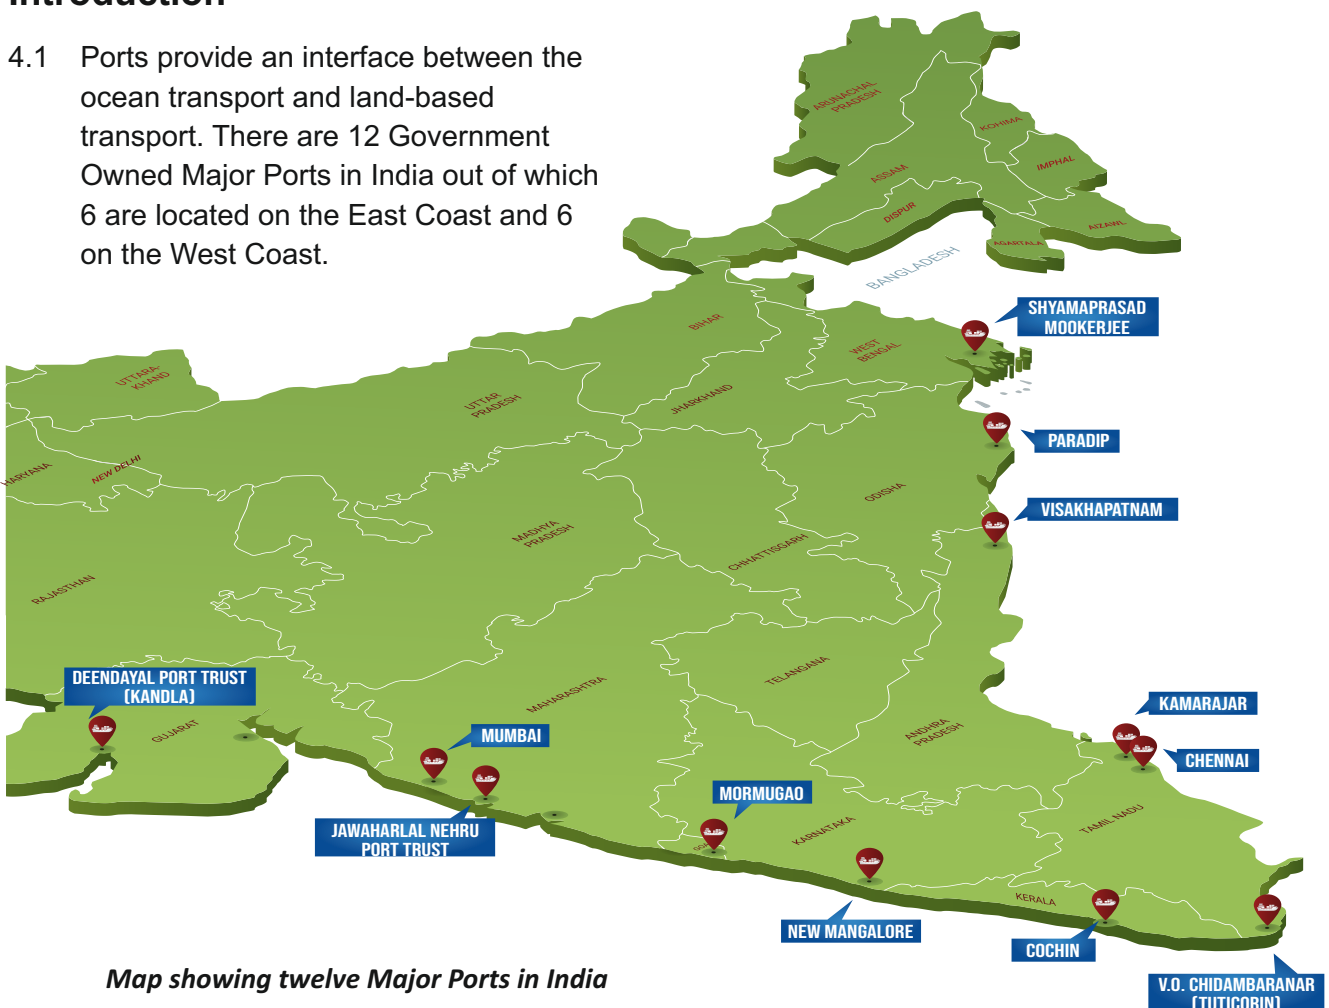 Introduction
4.1 Ports provide an interface between the
ocean transport and land-based
transport. There are 12 Government
Owned Major Ports in India out of which
6 are located on the East Coast and 6
on the West Coast.
ARUNACHAL
PRADESH
KOHIMA
IMPHAL
ASSAM
DISPUR
AIZAWL
AGARTALA
BANGLADESH
SHYAMAPRASAD
MOOKERJEE
BIHAR
WEST
BENGAL
UTTARA-
KHAND
UTTAR
PRADESH
JHARKHAND
PARADIP
HARYANA
NEW DELHI
ODISHA
VISAKHAPATNAM
MADHYA
PRADESH
CHHATTISGARH
RAJASTHAN
DEENDAYAL PORT TRUST
(KANDLA)
MAHARASHTRA
TELANGANA
KAMARAJAR
GUJARAT
MUMBAI
ANDHRA
PRADESH
CHENNAI
MORMUGAO
JAWAHARLAL NEHRU
PORT TRUST
KARNATAKA
TAMIL NADU
KERALA
NEW MANGALORE
COCHIN
Map showing twelve Major Ports in India
V.O. CHIDAMBARANAR
(TUTICORIN)